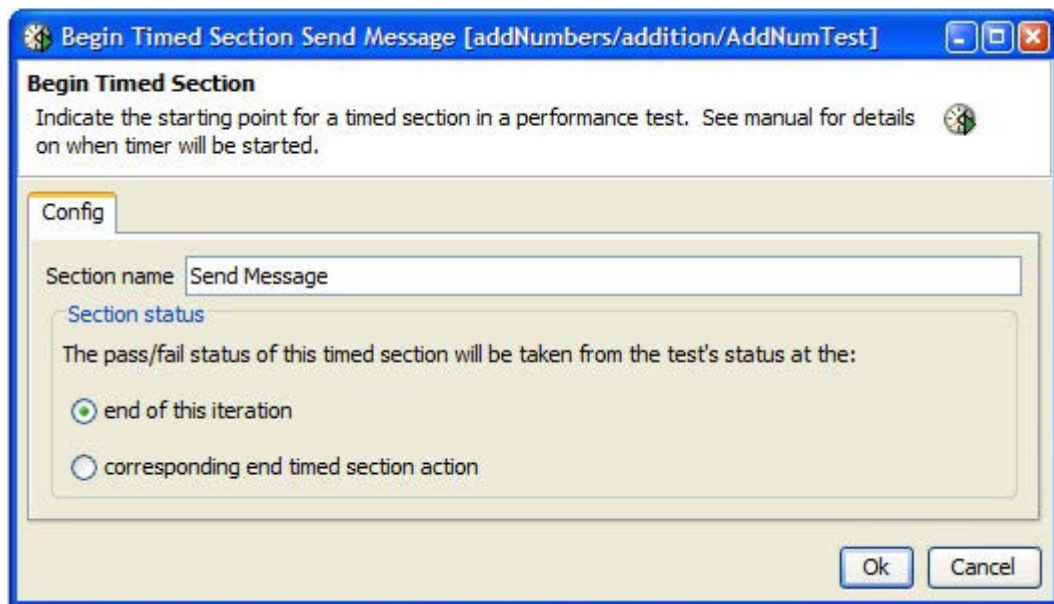 Begin Timed Section Send Message [addNumbers/addition/AddNumTest]
Begin Timed Section
Indicate the starting point for a timed section in a performance test. See manual for details
on when timer will be started.
Config
Section name Send Message
Section status
The pass/fail status of this timed section will be taken from the test's status at the:
end of this iteration
corresponding end timed section action
Ok Cancel